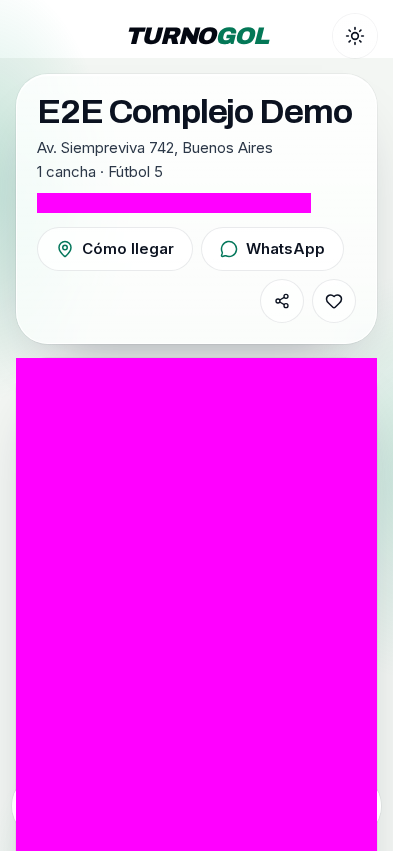 TURNOGOL
E2E Complejo Demo
Av. Siempreviva 742, Buenos Aires
1 cancha · Fútbol 5
Cómo llegar
WhatsApp